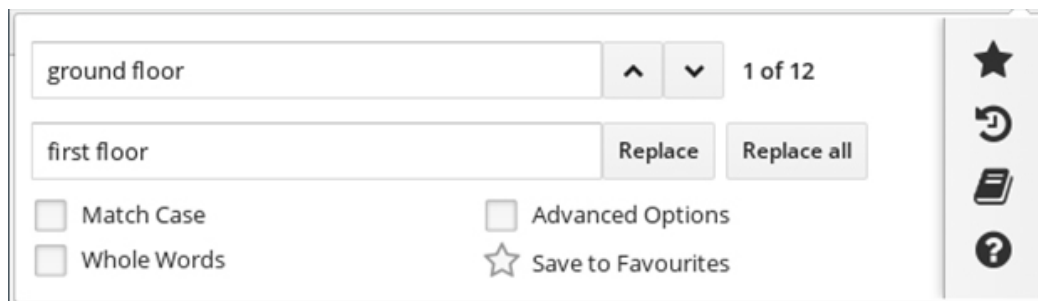 ground floor 1 of 12
first floor Replace Replace all
Match Case Advanced Options
Whole Words Save to Favourites